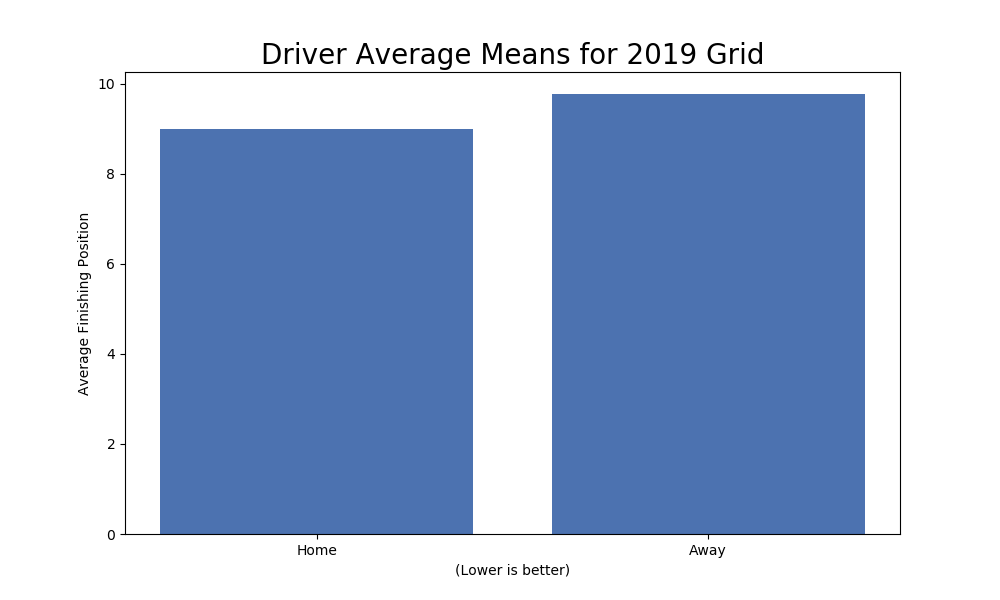 Driver Average Means for 2019 Grid
10
8
6
4
2
0
Average Finishing Position
Home
Away
(Lower is better)